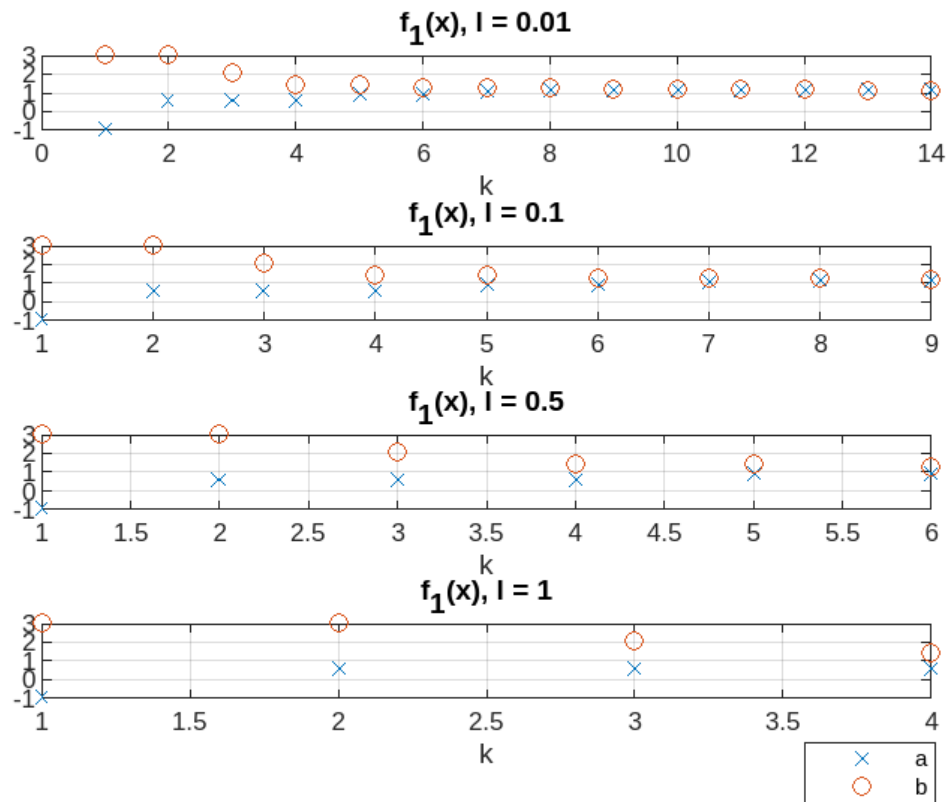 f1(x), l = 0.01
3
2
1
0
-1
0 2 4 6 8 10 12 14
k
f1(x), l = 0.1
3
2
1
0
-1
1 2 3 4 5 6 7 8 9
k
f1(x), l = 0.5
3
2
1
0
-1
1 1.5 2 2.5 3 3.5 4 4.5 5 5.5 6
k
f1(x), l = 1
3
2
1
0
-1
1 1.5 2 2.5 3 3.5 4
k
a
b